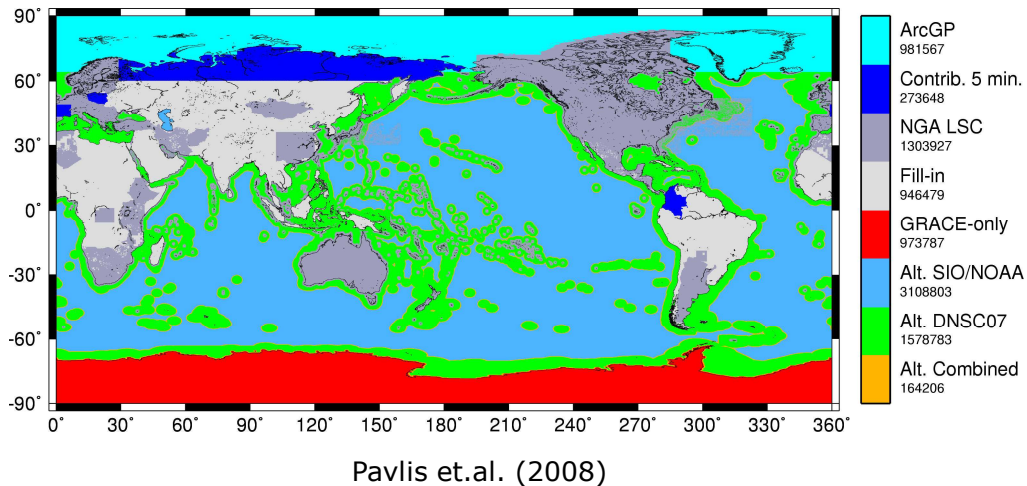 90°
60°
30°
0°
-30°
-60°
-90°
0° 30° 60° 90° 120° 150° 180° 210° 240° 270° 300° 330° 360°
ArcGP
981567
Contrib. 5 min.
273648
NGA LSC
1303927
Fill-in
946479
GRACE-only
973787
Alt. SIO/NOAA
3108803
Alt. DNSC07
1578783
Alt. Combined
164206
Pavlis et.al. (2008)